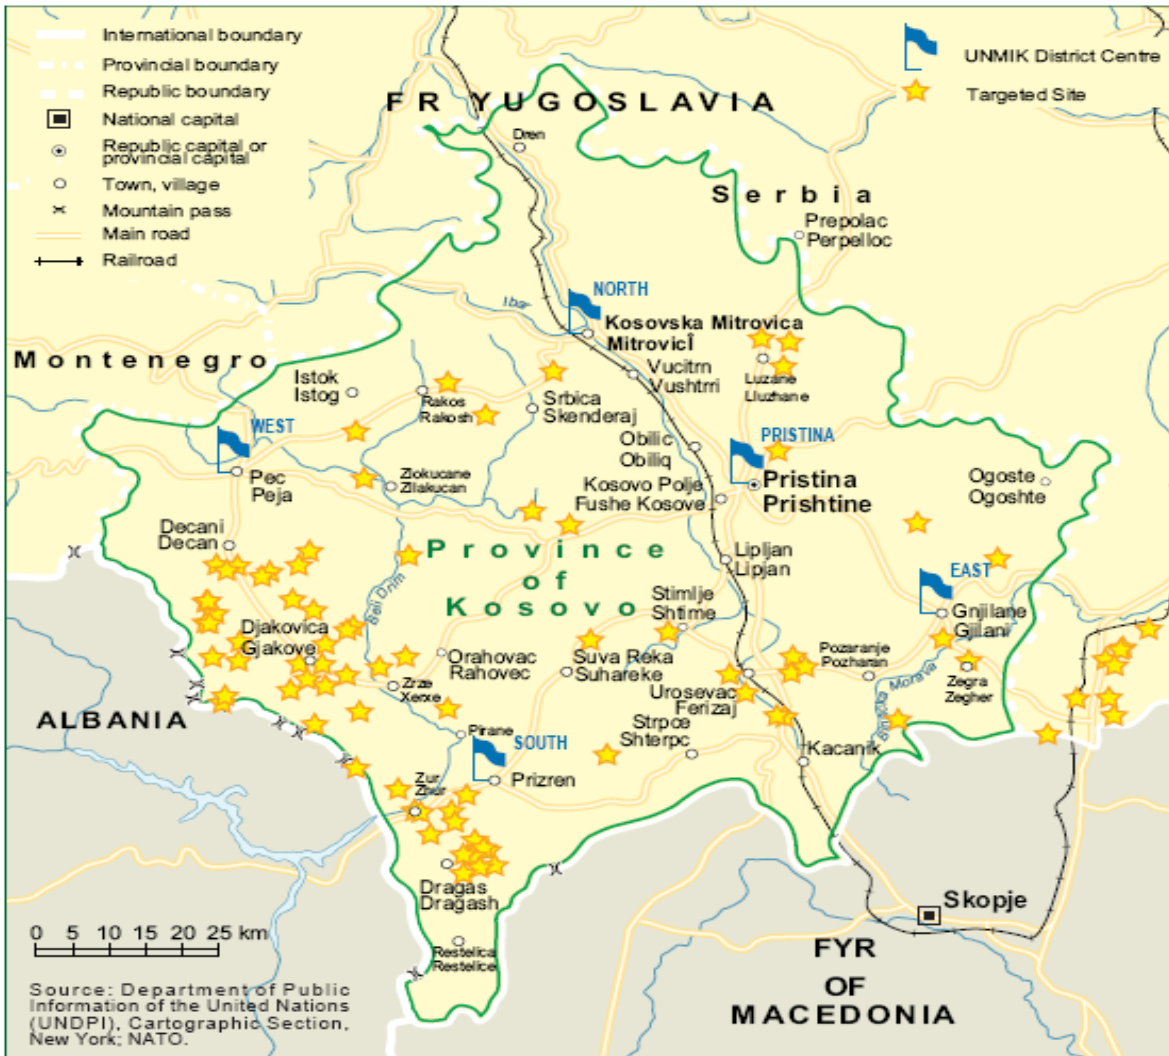 International boundary
Provincial boundary
Republic boundary
National capital
Republic capital or
provincial capital
Town, village
Mountain pass
Main road
Railroad
UNMIK District Centre
Targeted Site
FR YUGOSLAVIA
Dren
Serbia
Prepolac
Perpelloc
NORTH
Ibar
Kosovska Mitrovica
MitrovicÎ
Montenegro
Istok
Istog
Rakos
Rakosh
Srbica
Skenderaj
Vucitrn
Vushtrri
Luzane
Lluzhane
WEST
Pec
Peja
Zlokucane
Zllakucan
Obilic
Obiliq
PRISTINA
Pristina
Prishtine
Kosovo Polje
Fushe Kosove
Ogoste
Ogoshte
Decani
Decan
Beli Drim
Province
of
Kosovo
Lipljan
Lipjan
Stimlje
Shtime
EAST
Gnjilane
Gjilani
Djakovica
Gjakove
Orahovac
Rahovec
Suva Reka
Suhareke
Pozaranje
Pozharan
Binacka Morava
Zegra
Zegher
Zrze
Xerxe
Urosevac
Ferizaj
ALBANIA
Pirane
SOUTH
Strpce
Shterpc
Kacanik
Zur
Zhur
Prizren
Dragas
Dragash
Skopje
Restelica
Restelice
FYR
OF
MACEDONIA
0 5 10 15 20 25 km
Source: Department of Public
Information of the United Nations
(UNDPI), Cartographic Section,
New York; NATO.